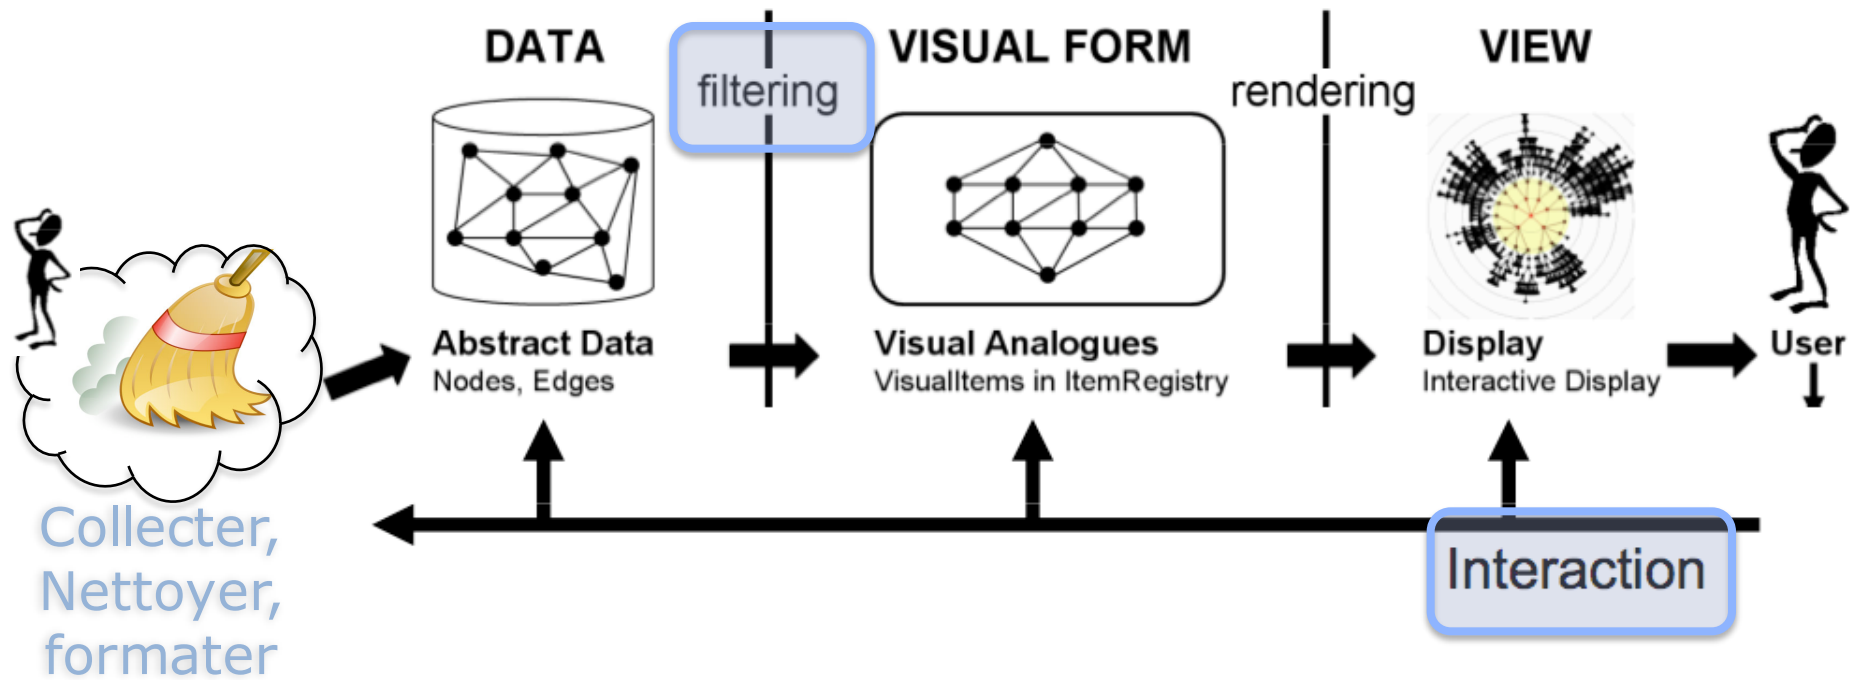 DATA
filtering
VISUAL FORM
rendering
VIEW
Abstract Data
Nodes, Edges
Visual Analogues
VisualItems in ItemRegistry
Display
Interactive Display
User
Interaction
Collecter,
Nettoyer,
formater